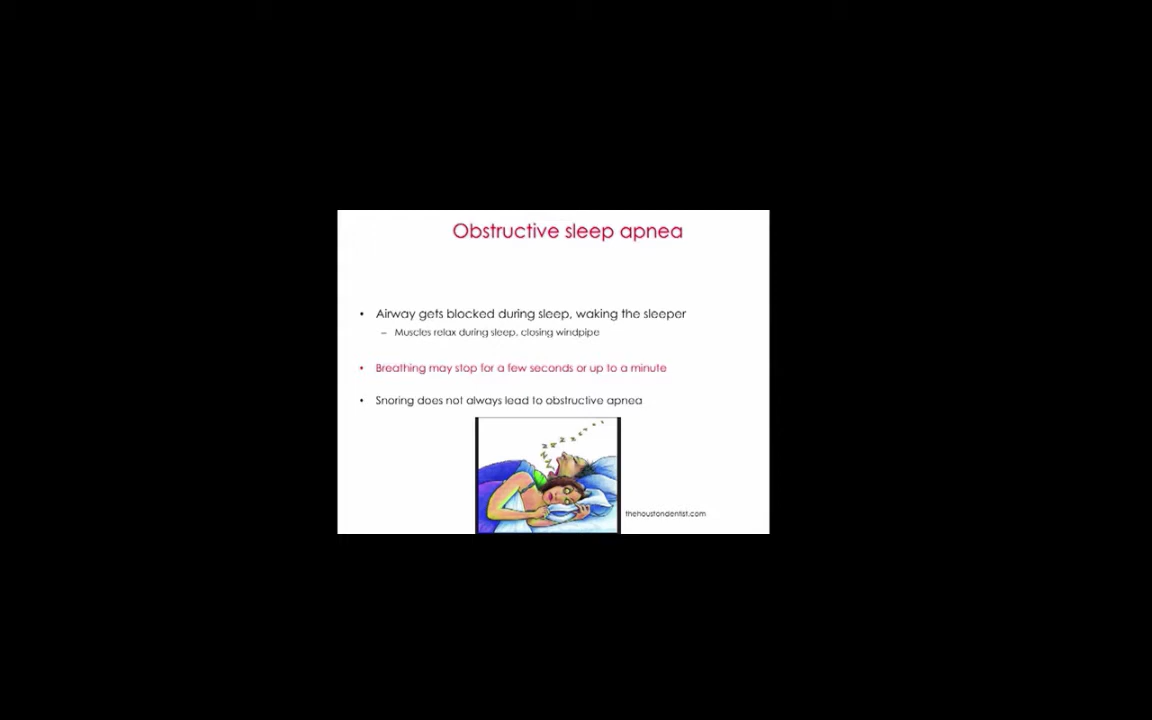 Obstructive sleep apnea
• Airway gets blocked during sleep, waking the sleeper
– Muscles relax during sleep, closing windpipe
• Breathing may stop for a few seconds or up to a minute
• Snoring does not always lead to obstructive apnea
thehoustondentist.com